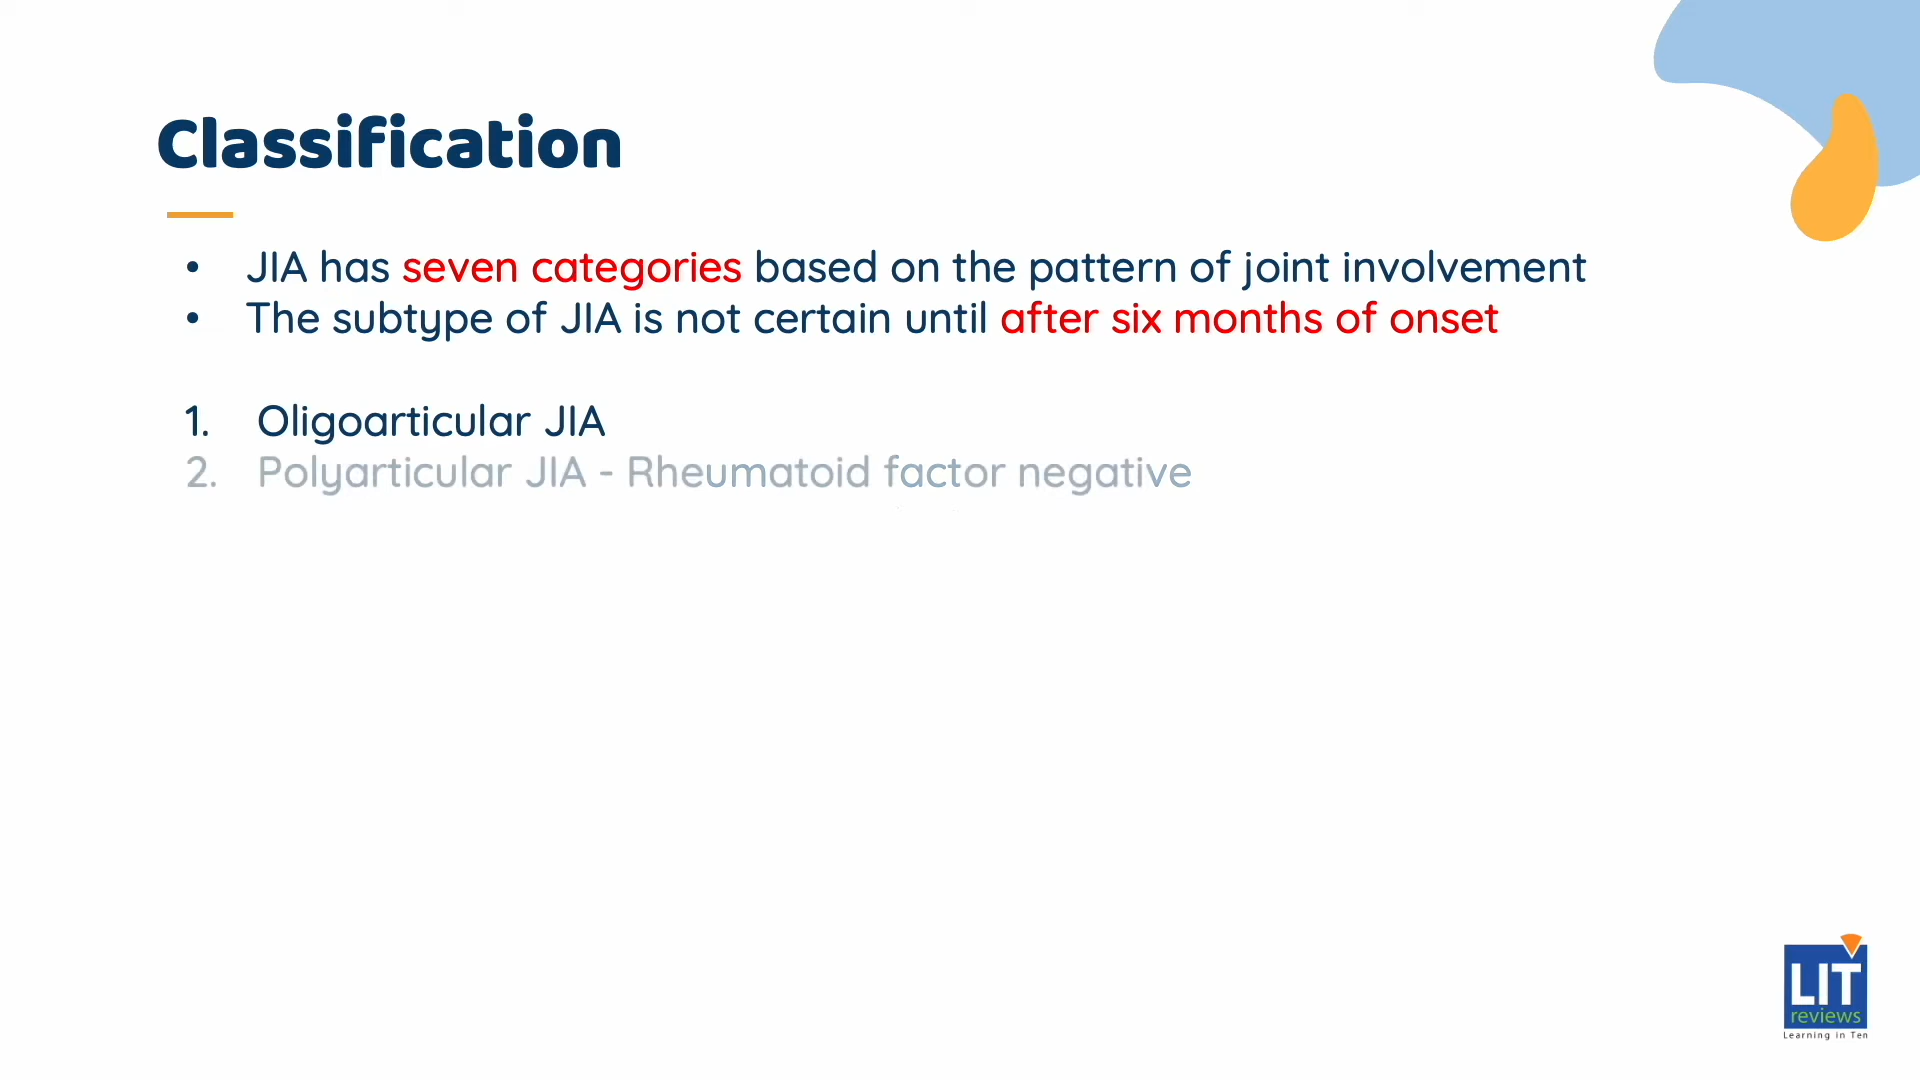 Classification
• JIA has seven categories based on the pattern of joint involvement
• The subtype of JIA is not certain until after six months of onset
1. Oligoarticular JIA
2. Polyarticular JIA - Rheumatoid factor negative
LIT
reviews
Learning in Ten